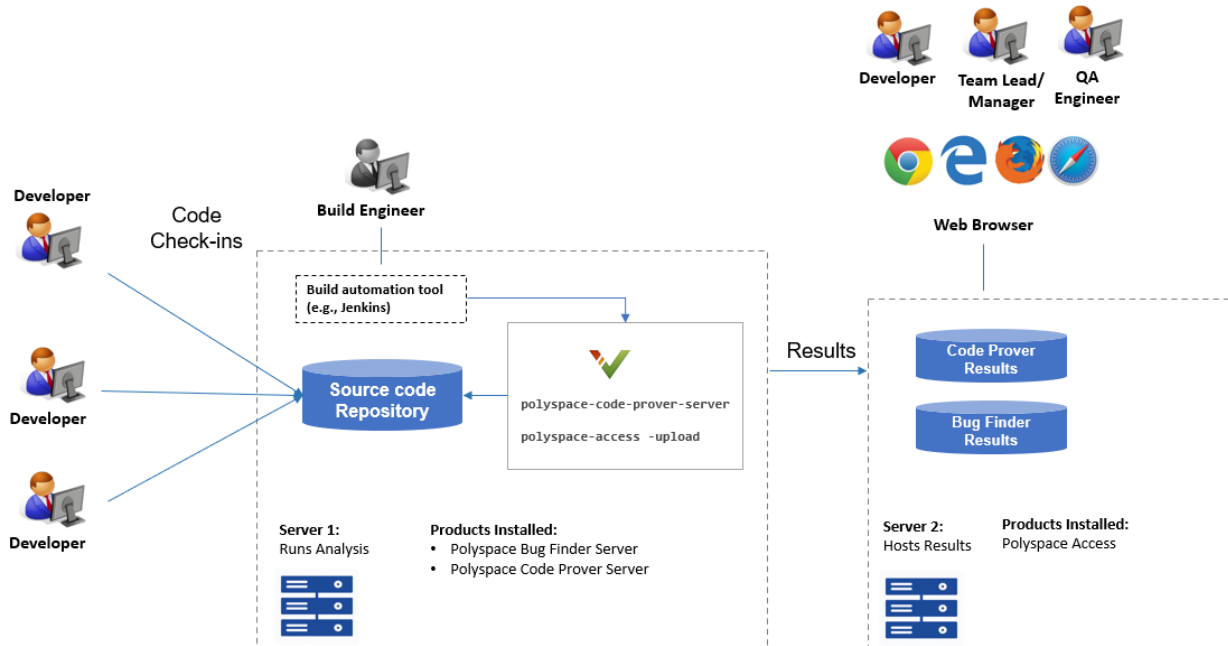 Developer
Team Lead/
Manager
QA
Engineer
Developer
Code
Check-ins
Build Engineer
Web Browser
Build automation tool
(e.g., Jenkins)
Source code
Repository
polyspace-code-prover-server
polyspace-access -upload
Results
Code Prover
Results
Bug Finder
Results
Developer
Developer
Server 1:
Runs Analysis
Products Installed:
• Polyspace Bug Finder Server
• Polyspace Code Prover Server
Server 2:
Hosts Results
Products Installed:
Polyspace Access